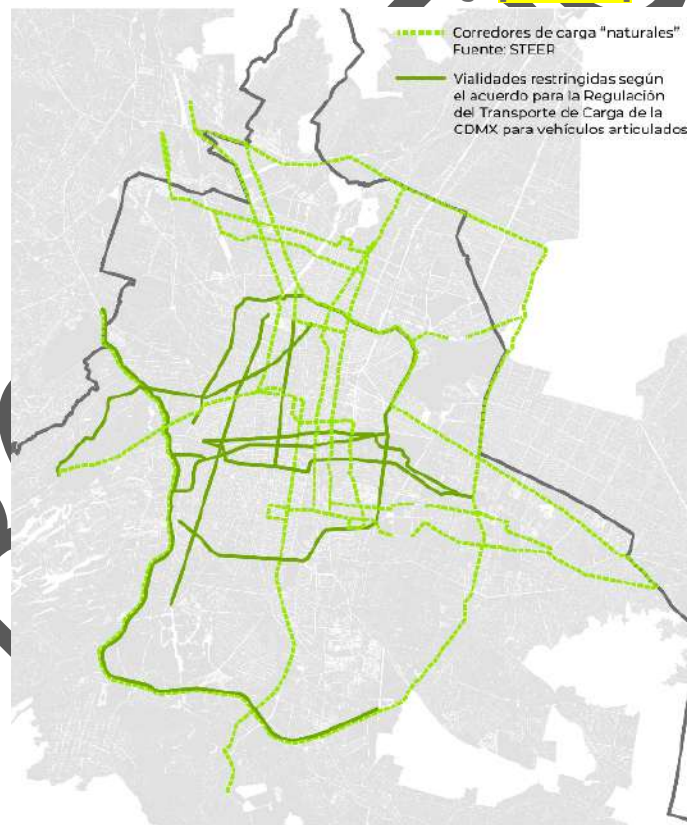 Corredores de carga “naturales”
Fuente: STEER
Vialidades restringidas según
el acuerdo para la Regulación
del Transporte de Carga de la
CDMX para vehículos articulados